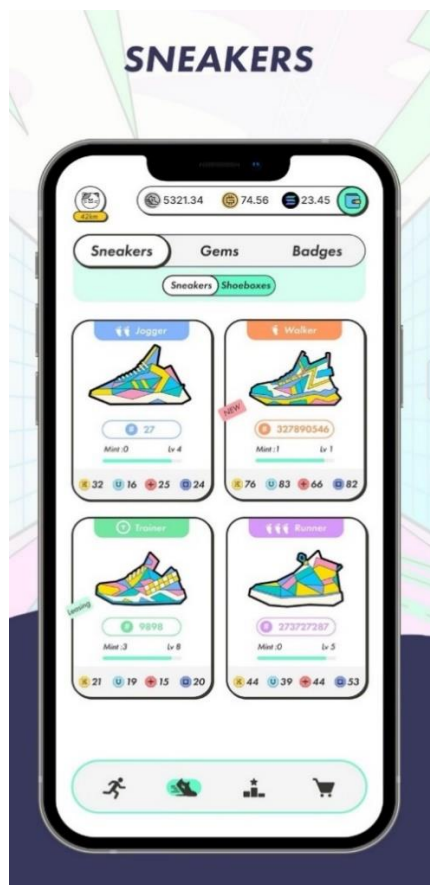 SNEAKERS
42km
5321.34 74.56 23.45
Sneakers Gems Badges
Sneakers Shoeboxes
Jogger
# 27
Mint :0 Lv 4
32 16 25 24
Walker
NEW
# 327890546
Mint :1 Lv 1
76 83 66 82
Trainer
# 9898
Mint :3 Lv 8
21 19 15 20
Runner
# 273727287
Mint :0 Lv 5
44 39 44 53